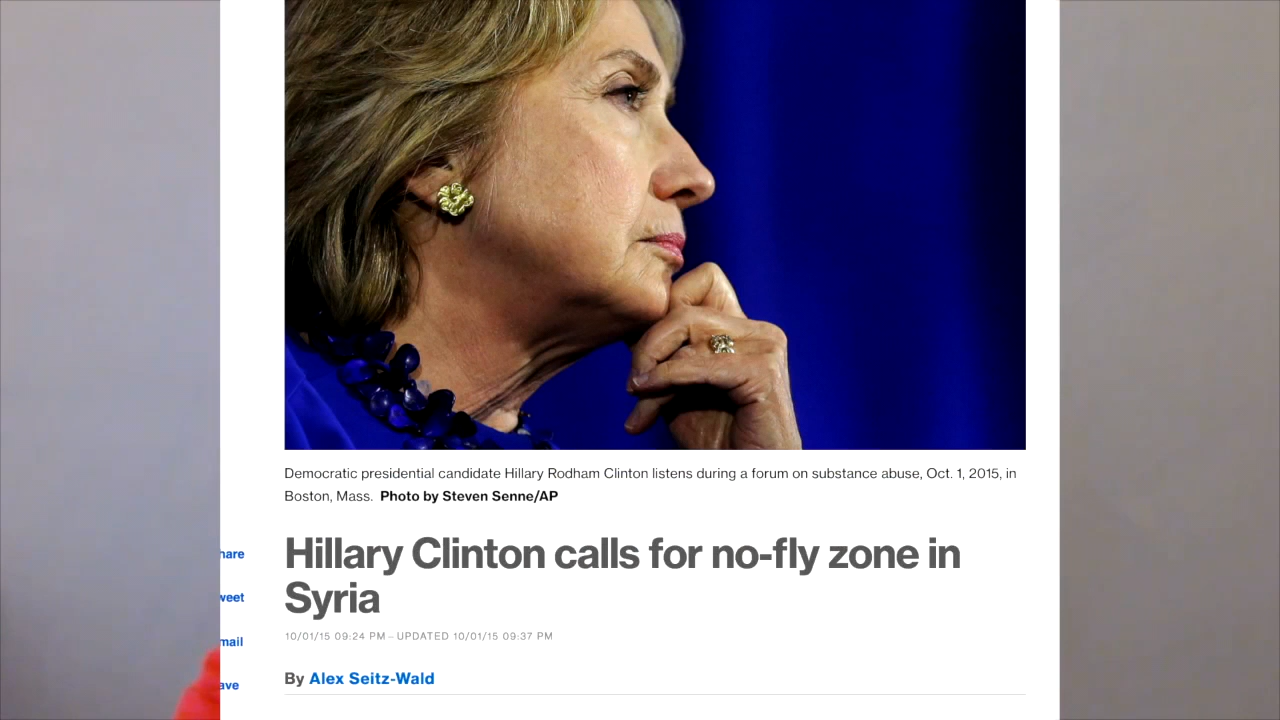 Democratic presidential candidate Hillary Rodham Clinton listens during a forum on substance abuse, Oct. 1, 2015, in
Boston, Mass. Photo by Steven Senne/AP
hare
Hillary Clinton calls for no-fly zone in
Syria
weet
10/01/15 09:24 PM – UPDATED 10/01/15 09:37 PM
mail
By Alex Seitz-Wald
ave